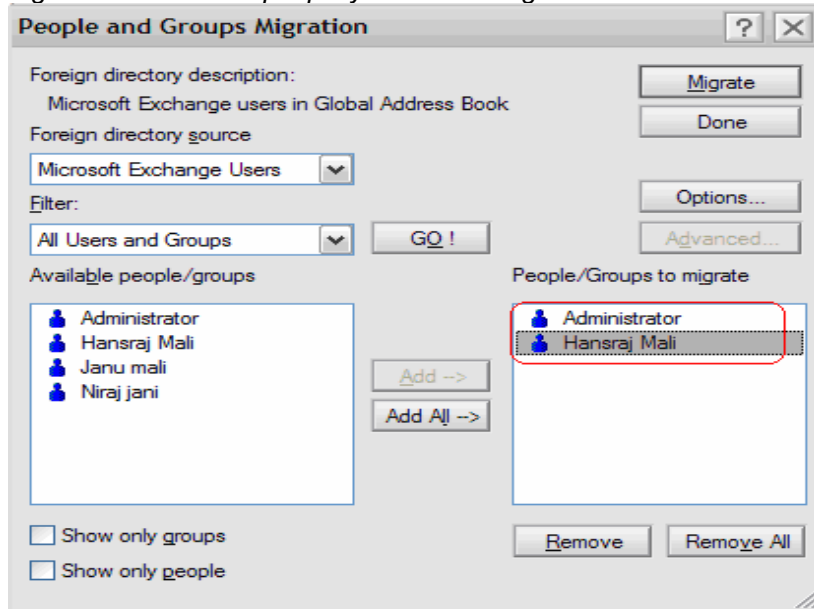 People and Groups Migration
Foreign directory description:
Microsoft Exchange users in Global Address Book
Migrate
Done
Foreign directory source
Microsoft Exchange Users
Options...
Filter:
All Users and Groups
GO !
Advanced...
Available people/groups
People/Groups to migrate
Administrator
Hansraj Mali
Janu mali
Niraj jani
Add -->
Add All -->
Administrator
Hansraj Mali
Show only groups
Show only people
Remove
Remove All